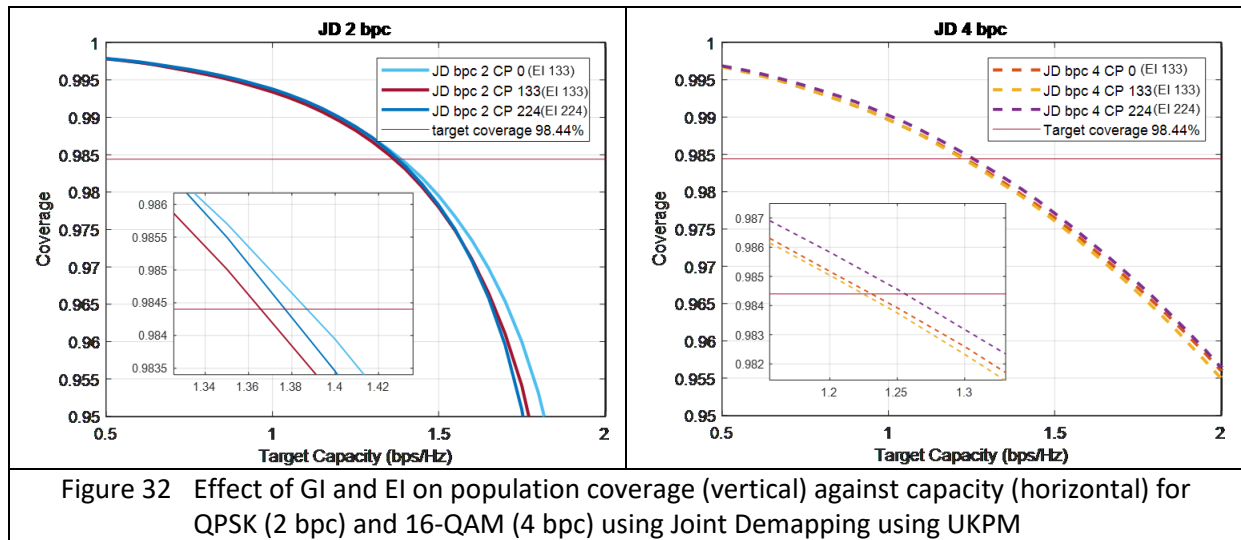 JD 2 bpc
1
0.995
0.99
0.985
0.98
0.975
0.97
0.965
0.96
0.955
0.95
Coverage
JD bpc 2 CP 0 (EI 133)
JD bpc 2 CP 133(EI 133)
JD bpc 2 CP 224(EI 224)
target coverage 98.44%
0.986
0.9855
0.985
0.9845
0.984
0.9835
1.34 1.36 1.38 1.4 1.42
0.5 1 1.5 2
Target Capacity (bps/Hz)
JD 4 bpc
1
0.995
0.99
0.985
0.98
0.975
0.97
0.965
0.96
0.955
0.95
Coverage
JD bpc 4 CP 0 (EI 133)
JD bpc 4 CP 133(EI 133)
JD bpc 4 CP 224(EI 224)
Target coverage 98.44%
0.987
0.986
0.985
0.984
0.983
0.982
1.2 1.25 1.3
0.5 1 1.5 2
Target Capacity (bps/Hz)
Figure 32 Effect of GI and EI on population coverage (vertical) against capacity (horizontal) for
QPSK (2 bpc) and 16-QAM (4 bpc) using Joint Demapping using UKPM